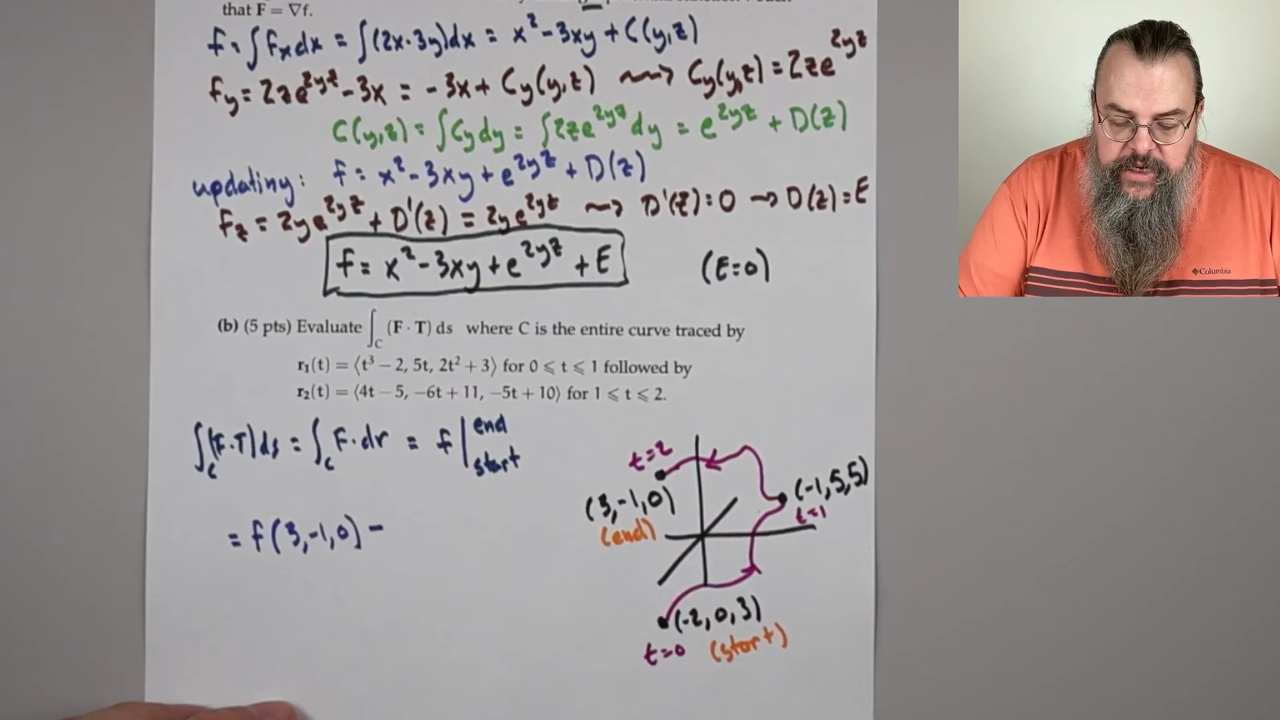 that F = ∇f.
f = ∫ fx dx = ∫(2x-3y)dx = x² - 3xy + C(y,z)
fy = 2ze^2yz - 3x = -3x + Cy(y,z) ⇝ Cy(y,z) = 2ze^2yz
C(y,z) = ∫Cy dy = ∫2ze^2yz dy = e^2yz + D(z)
updating: f = x² - 3xy + e^2yz + D(z)
fz = 2ye^2yz + D'(z) = 2ye^2yz ⇝ D'(z) = 0 → D(z) = E
f = x² - 3xy + e^2yz + E (E=0)
(b) (5 pts) Evaluate ∫C (F · T) ds where C is the entire curve traced by
r₁(t) = ⟨t³ − 2, 5t, 2t² + 3⟩ for 0 ⩽ t ⩽ 1 followed by
r₂(t) = ⟨4t − 5, −6t + 11, −5t + 10⟩ for 1 ⩽ t ⩽ 2.
∫C (F·T)ds = ∫C F·dr = f | end start
= f(3,-1,0) -
t=2
(3,-1,0)
(end)
(-1,5,5)
t=1
(-2,0,3)
t=0 (start)
Columbia